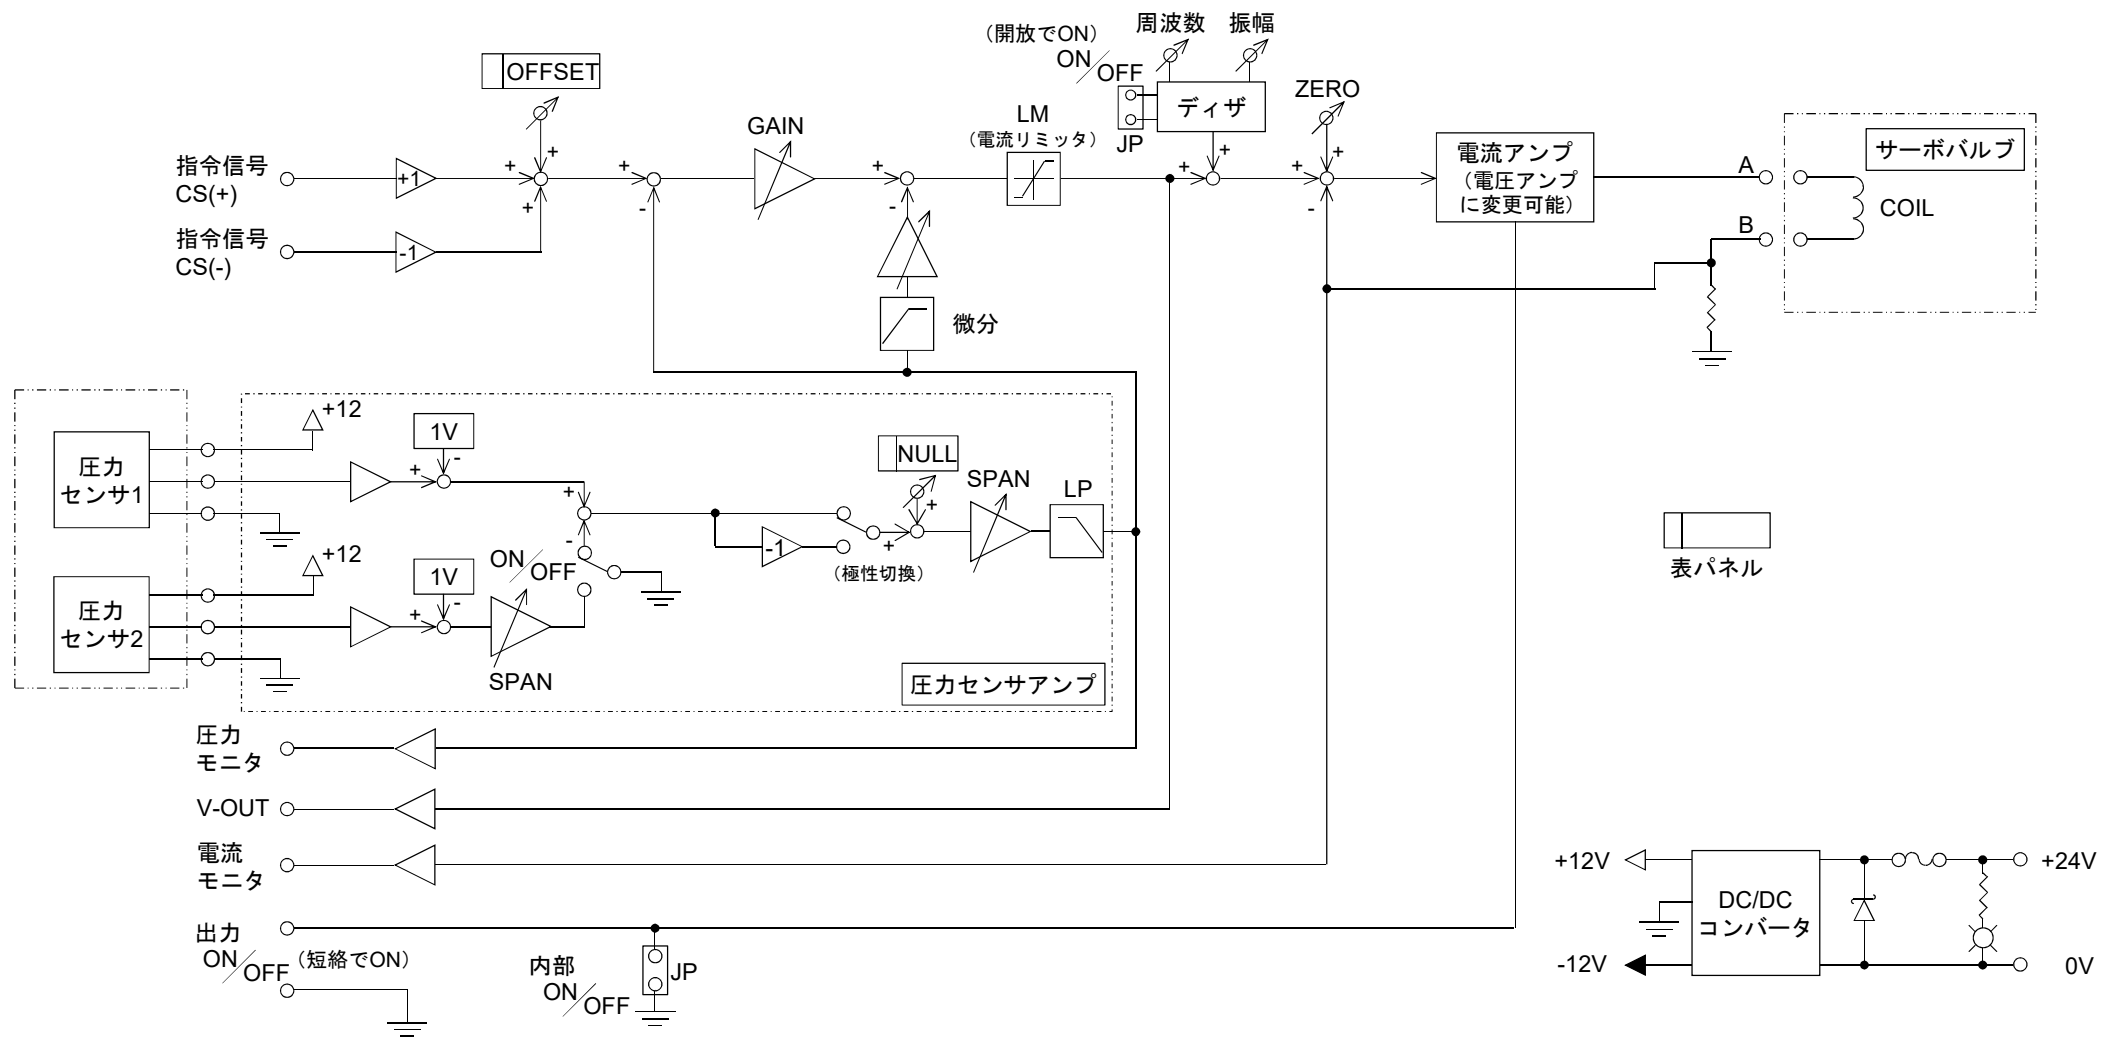 周波数
振幅
（開放でON）
ON/OFF
OFFSET
ディザ
JP
ZERO
GAIN
LM
（電流リミッタ）
指令信号
CS(+)
+1
+
+
+
+
-
+
-
+
+
+
+
-
電流アンプ
（電圧アンプ
に変更可能）
A
B
サーボバルブ
COIL
指令信号
CS(-)
-1
微分
圧力
センサ1
+12
1V
+
-
+
-
NULL
+
+
SPAN
LP
-1
（極性切換）
ON/OFF
圧力
センサ2
+12
1V
+
-
SPAN
圧力センサアンプ
表パネル
圧力
モニタ
V-OUT
電流
モニタ
出力
ON/OFF
（短絡でON）
内部
ON/OFF
JP
+12V
-12V
DC/DC
コンバータ
+24V
0V